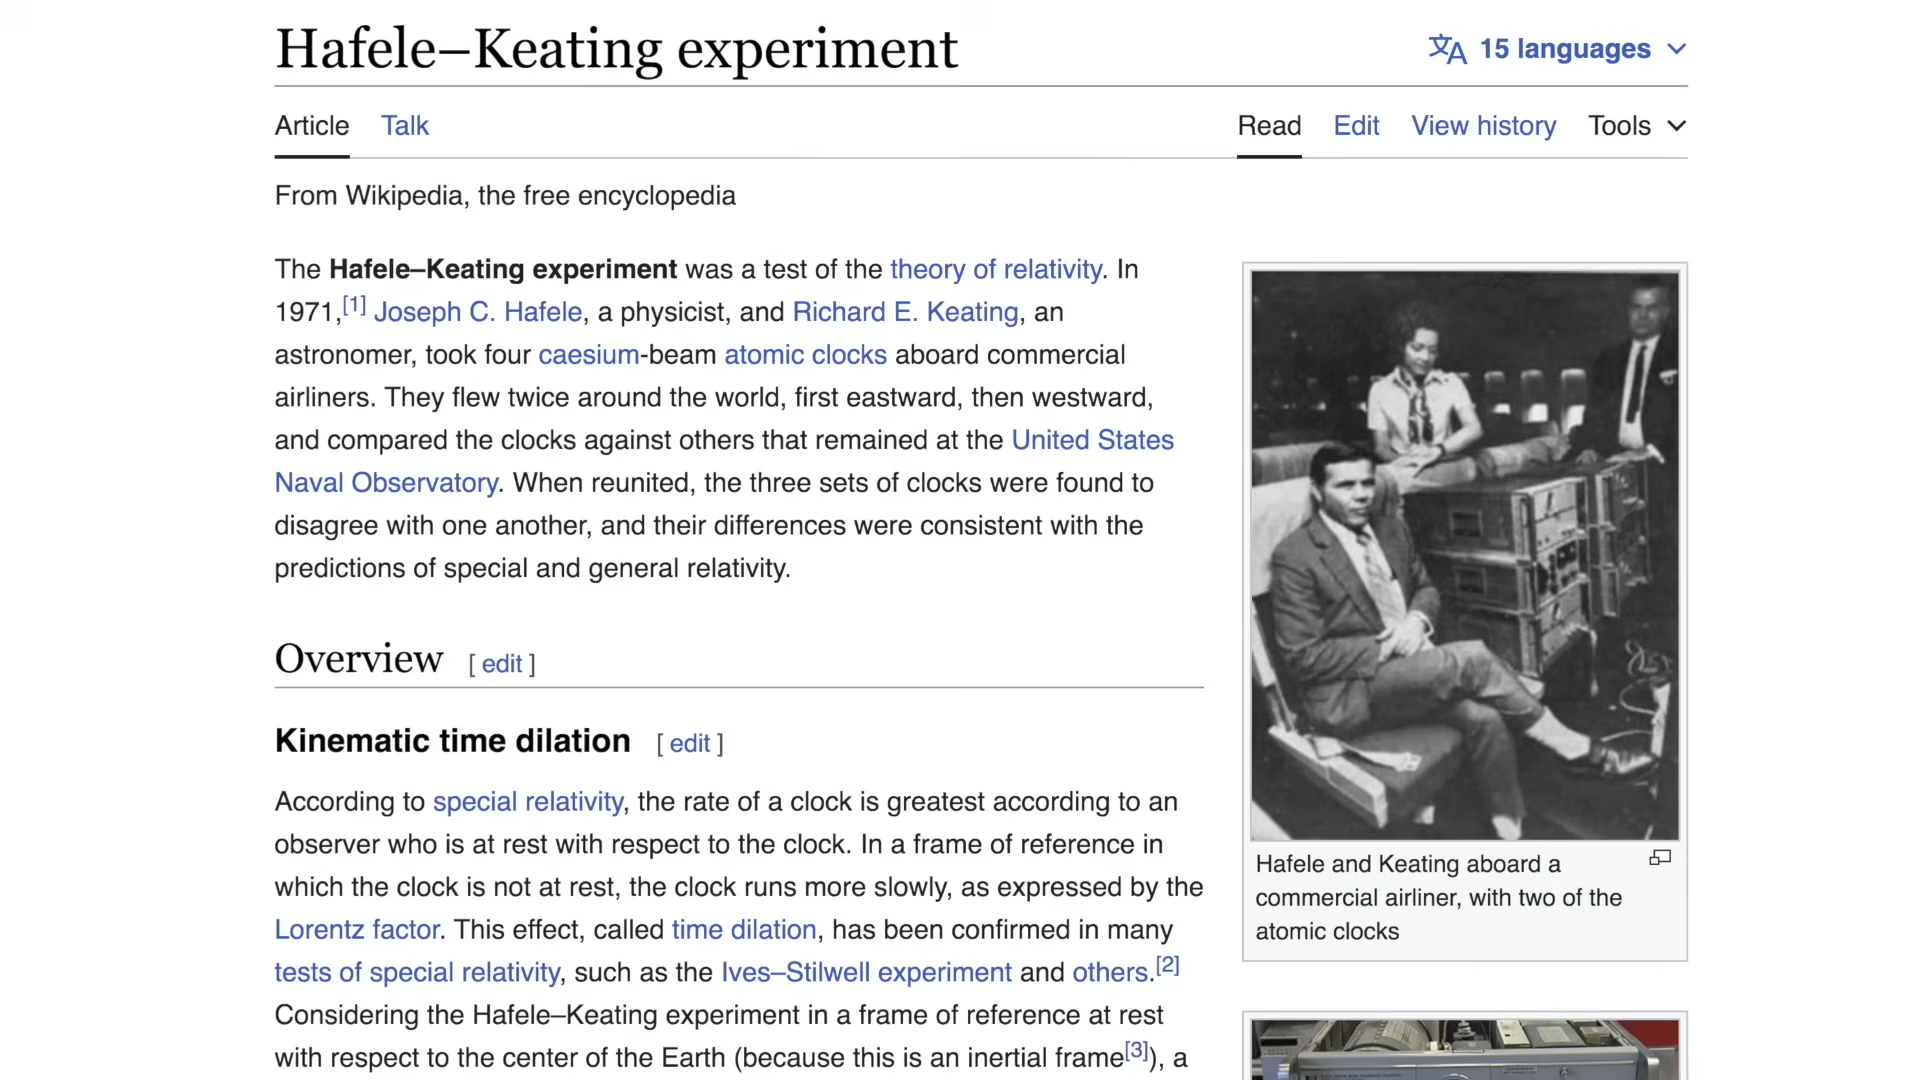 Hafele–Keating experiment
15 languages
Article Talk
Read Edit View history Tools
From Wikipedia, the free encyclopedia
The Hafele–Keating experiment was a test of the theory of relativity. In
1971,[1] Joseph C. Hafele, a physicist, and Richard E. Keating, an
astronomer, took four caesium-beam atomic clocks aboard commercial
airliners. They flew twice around the world, first eastward, then westward,
and compared the clocks against others that remained at the United States
Naval Observatory. When reunited, the three sets of clocks were found to
disagree with one another, and their differences were consistent with the
predictions of special and general relativity.
Overview [ edit ]
Kinematic time dilation [ edit ]
According to special relativity, the rate of a clock is greatest according to an
observer who is at rest with respect to the clock. In a frame of reference in
which the clock is not at rest, the clock runs more slowly, as expressed by the
Lorentz factor. This effect, called time dilation, has been confirmed in many
tests of special relativity, such as the Ives–Stilwell experiment and others.[2]
Considering the Hafele–Keating experiment in a frame of reference at rest
with respect to the center of the Earth (because this is an inertial frame[3]), a
Hafele and Keating aboard a
commercial airliner, with two of the
atomic clocks